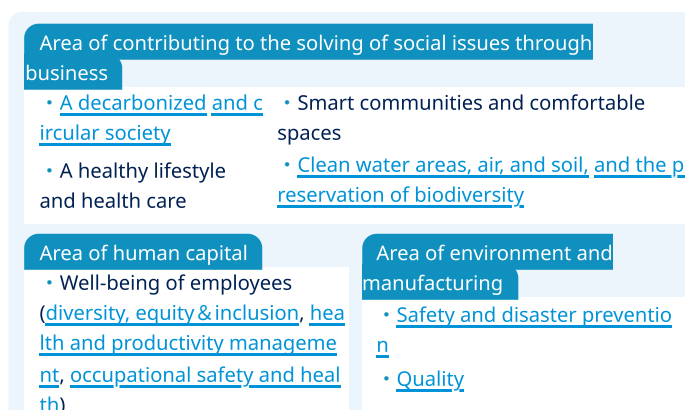 Area of contributing to the solving of social issues through
business
・A decarbonized and c
ircular society
・A healthy lifestyle
and health care
・Smart communities and comfortable
spaces
・Clean water areas, air, and soil, and the p
reservation of biodiversity
Area of human capital
・Well-being of employees
(diversity, equity & inclusion, hea
lth and productivity manageme
nt, occupational safety and heal
th)
Area of environment and
manufacturing
・Safety and disaster preventio
n
・Quality